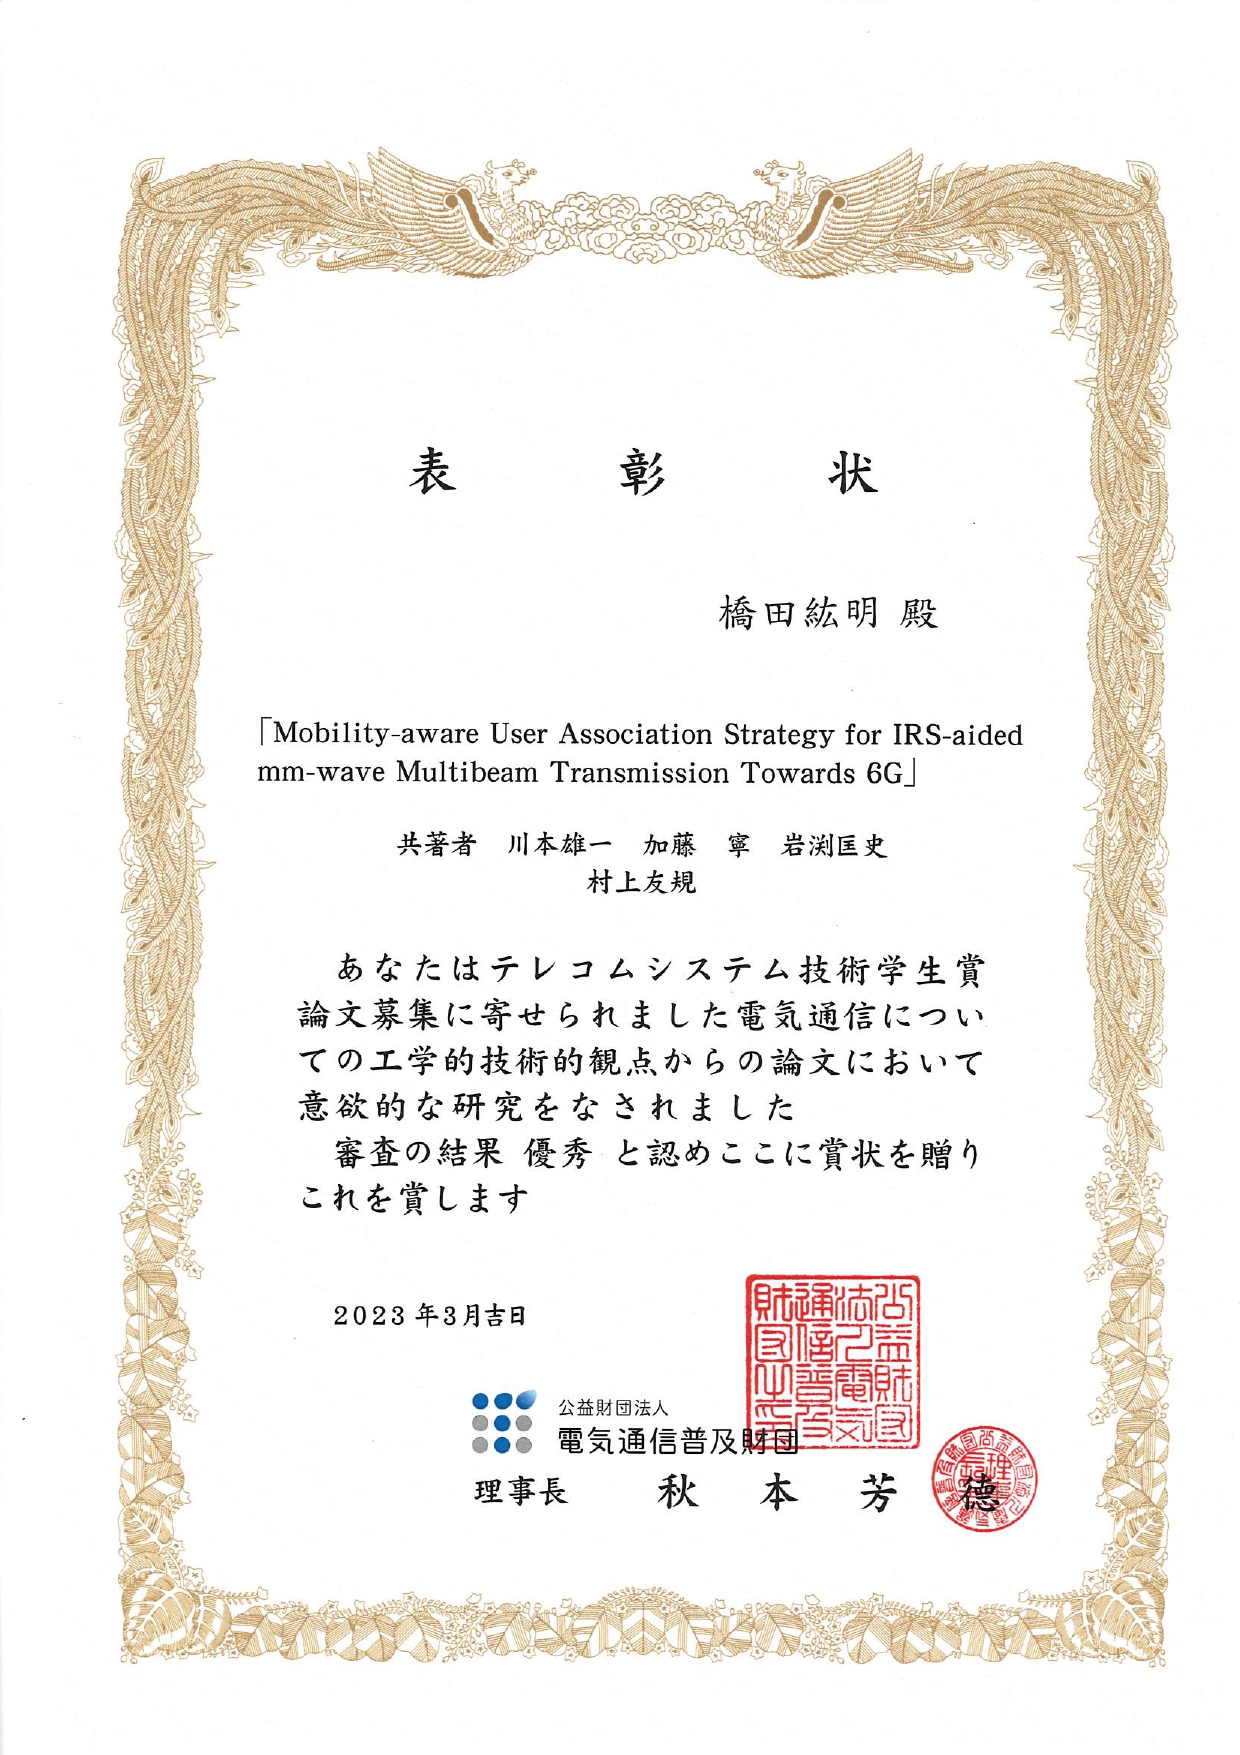 表彰状
橋田紘明 殿
「Mobility-aware User Association Strategy for IRS-aided
mm-wave Multibeam Transmission Towards 6G」
共著者 川本雄一 加藤 寧 岩渕匡史
村上友規
あなたはテレコムシステム技術学生賞
論文募集に寄せられました電気通信につい
ての工学的技術的観点からの論文において
意欲的な研究をなされました
審査の結果 優秀 と認めここに賞状を贈り
これを賞します
2023年3月吉日
公益財団法人
電気通信普及財団
理事長 秋本芳徳
公益財団法人電気通信普及財団之印